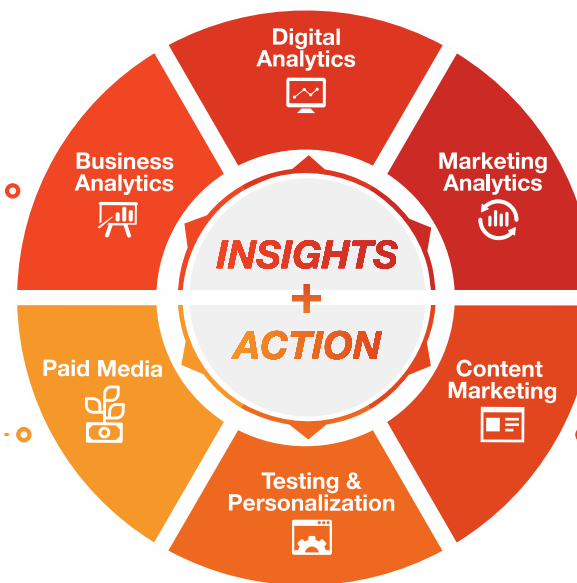 Digital
Analytics
Business
Analytics
Marketing
Analytics
INSIGHTS
+
ACTION
Paid Media
Content
Marketing
Testing &
Personalization